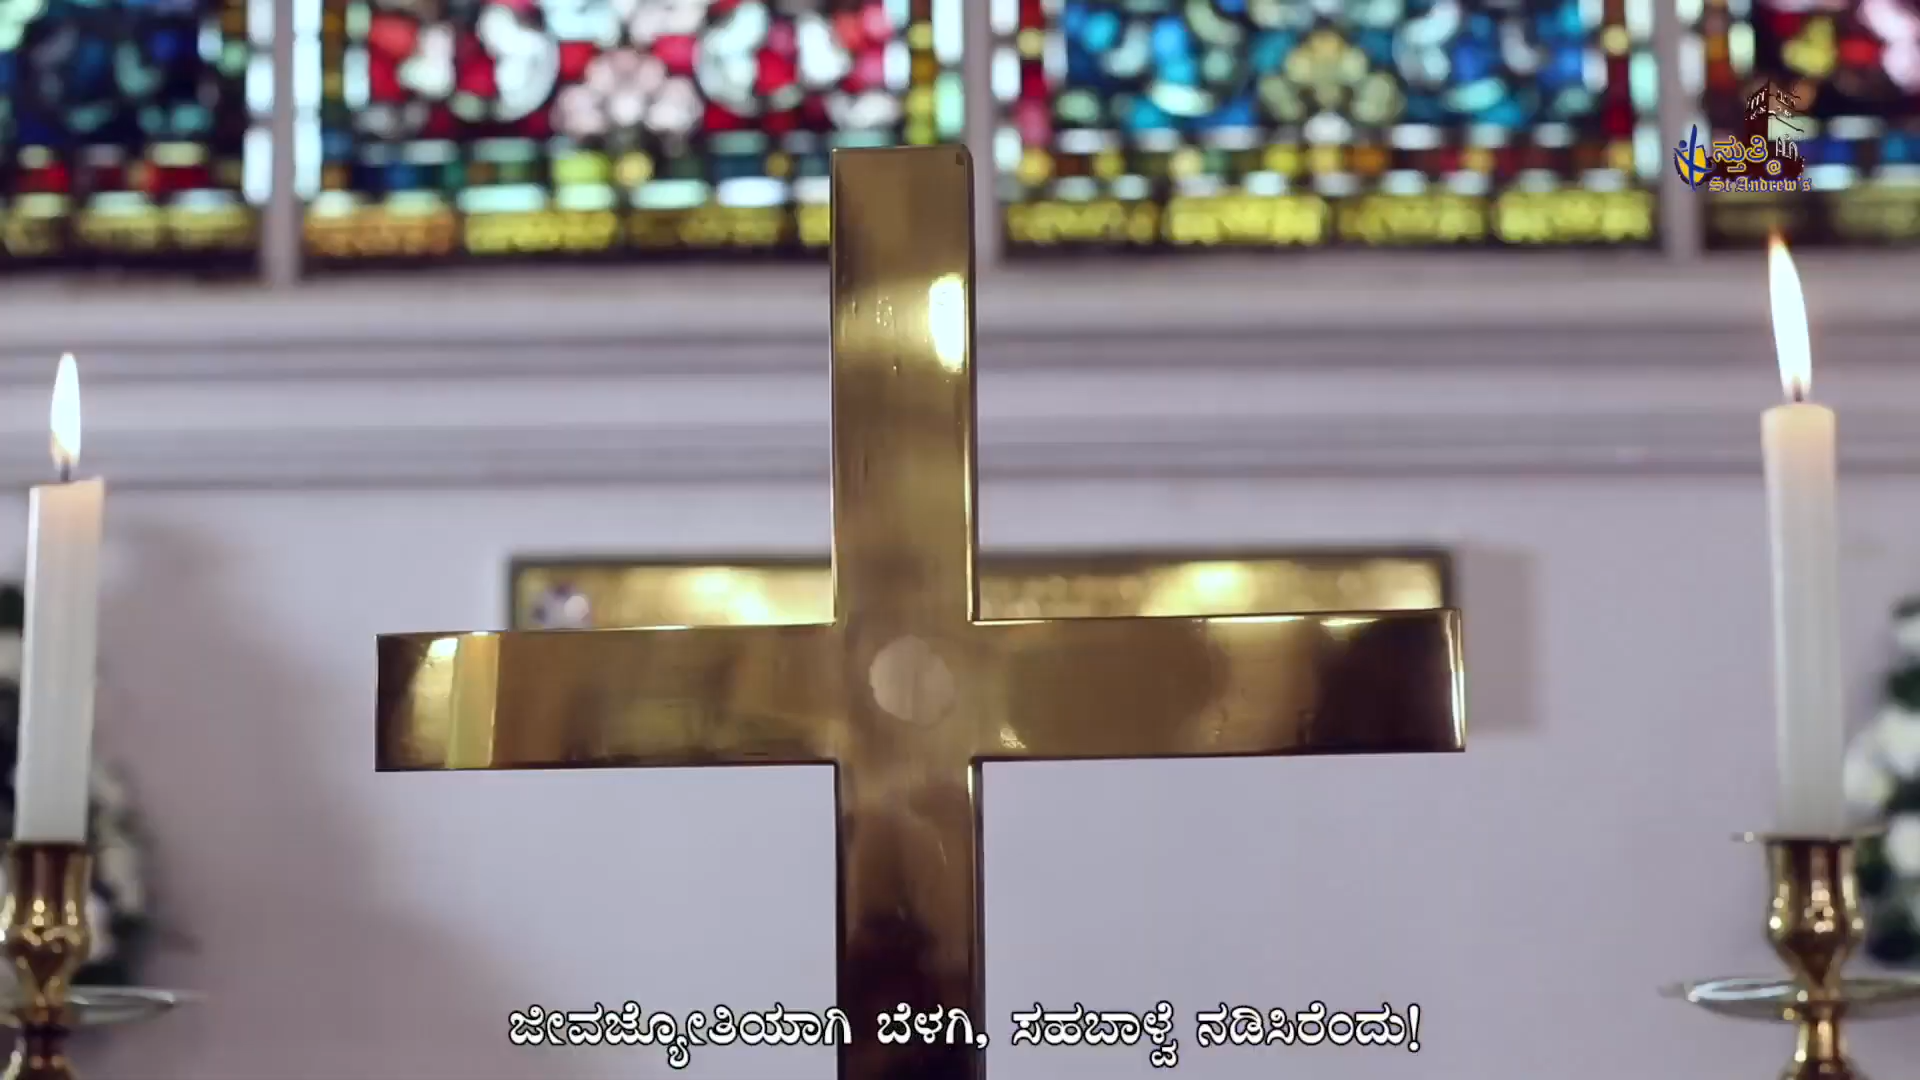 ಸ್ತುತಿ
St Andrew's
ಜೀವಜ್ಯೋತಿಯಾಗಿ ಬೆಳಗಿ, ಸಹಬಾಳ್ವೆ ನಡಿಸಿರೆಂದು!